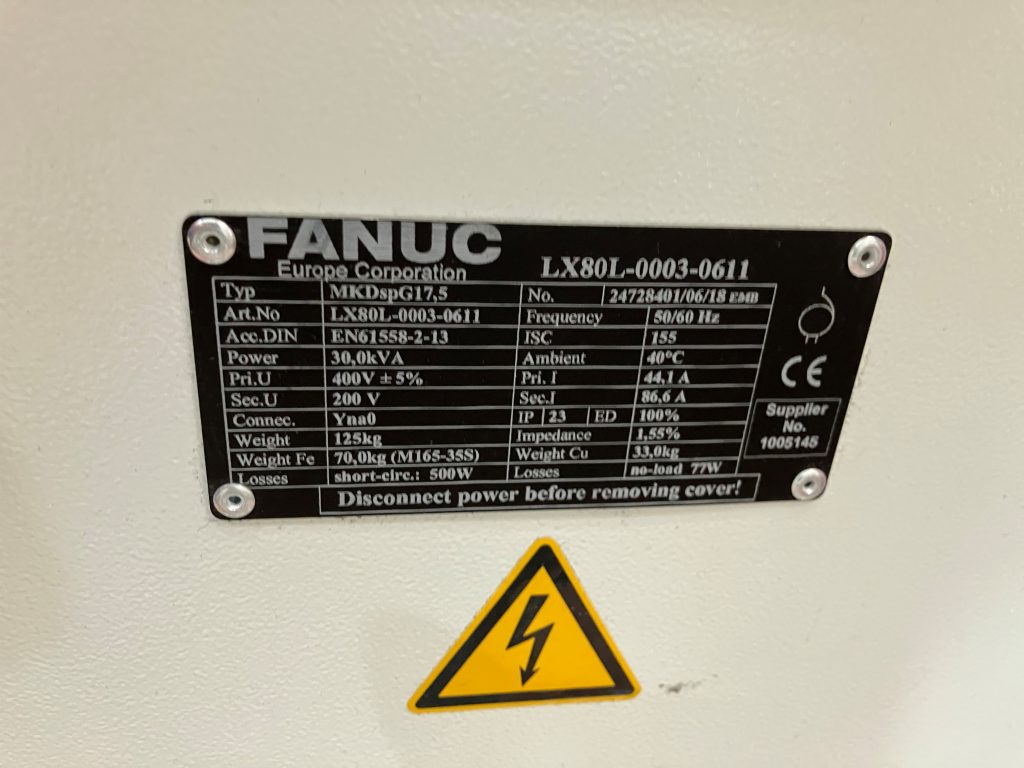 FANUC
Europe Corporation
LX80L-0003-0611
Typ MKDspG17,5 No. 24728401/06/18 EMB
Art.No LX80L-0003-0611 Frequency 50/60 Hz
Acc.DIN EN61558-2-13 ISC 155
Power 30,0kVA Ambient 40°C
Pri.U 400V ± 5% Pri. I 44,1 A
Sec.U 200 V Sec.I 86,6 A
Connec. Yna0 IP 23 ED 100%
Weight 125kg Impedance 1,55%
Weight Fe 70,0kg (M165-35S) Weight Cu 33,0kg
Losses short-circ.: 500W Losses no-load 77W
Disconnect power before removing cover!
CE
Supplier
No.
1005145